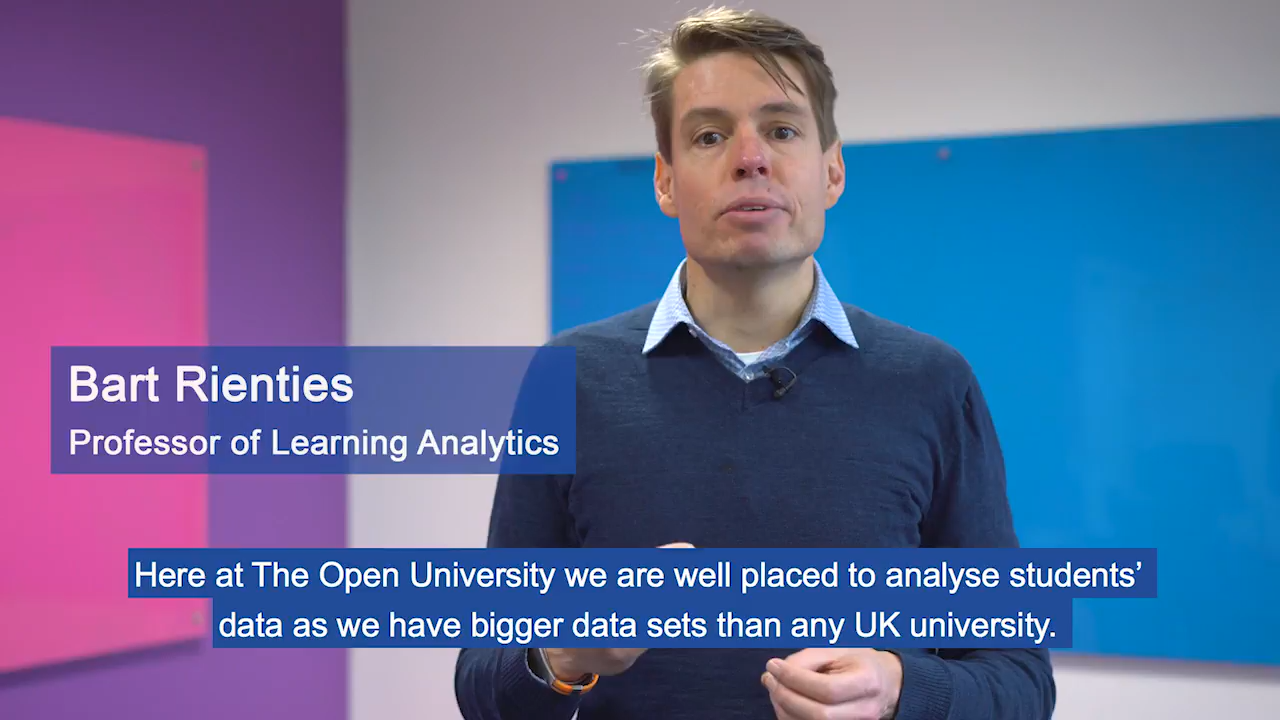 Bart Rienties
Professor of Learning Analytics
Here at The Open University we are well placed to analyse students’
data as we have bigger data sets than any UK university.